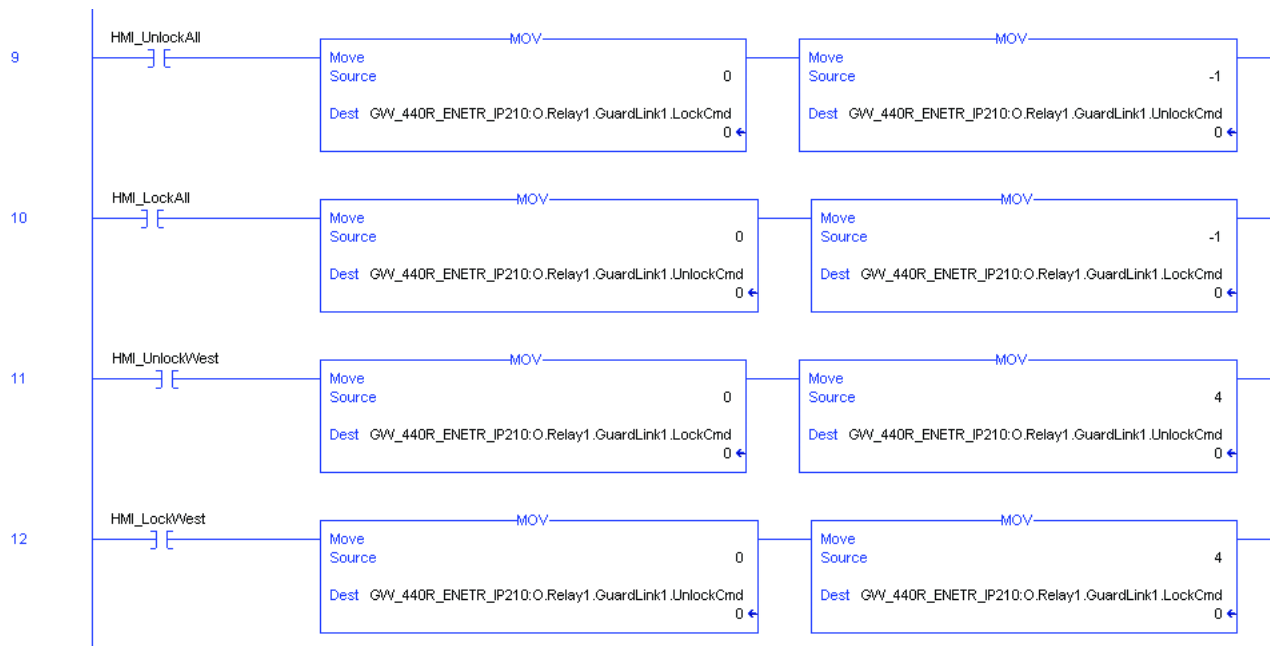 HMI_UnlockAll
9
MOV
Move
Source 0
Dest GW_440R_ENETR_IP210:O.Relay1.GuardLink1.LockCmd
0
MOV
Move
Source -1
Dest GW_440R_ENETR_IP210:O.Relay1.GuardLink1.UnlockCmd
0
HMI_LockAll
10
MOV
Move
Source 0
Dest GW_440R_ENETR_IP210:O.Relay1.GuardLink1.UnlockCmd
0
MOV
Move
Source -1
Dest GW_440R_ENETR_IP210:O.Relay1.GuardLink1.LockCmd
0
HMI_UnlockWest
11
MOV
Move
Source 0
Dest GW_440R_ENETR_IP210:O.Relay1.GuardLink1.LockCmd
0
MOV
Move
Source 4
Dest GW_440R_ENETR_IP210:O.Relay1.GuardLink1.UnlockCmd
0
HMI_LockWest
12
MOV
Move
Source 0
Dest GW_440R_ENETR_IP210:O.Relay1.GuardLink1.UnlockCmd
0
MOV
Move
Source 4
Dest GW_440R_ENETR_IP210:O.Relay1.GuardLink1.LockCmd
0